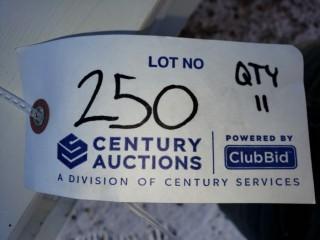 LOT NO
250
QTY
11
CENTURY
AUCTIONS
POWERED BY
ClubBid
A DIVISION OF CENTURY SERVICES